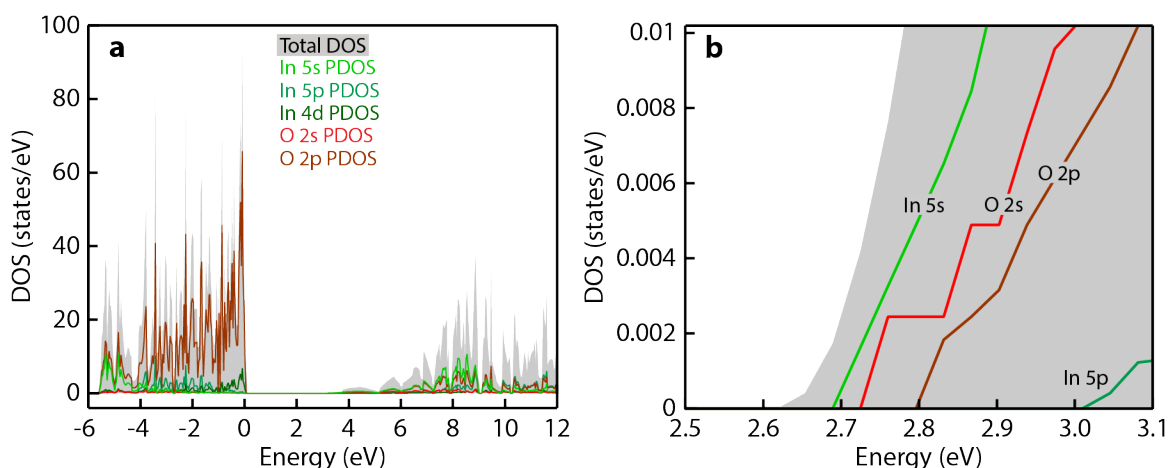 a
Total DOS
In 5s PDOS
In 5p PDOS
In 4d PDOS
O 2s PDOS
O 2p PDOS
100
80
60
40
20
0
DOS (states/eV)
-6 -4 -2 0 2 4 6 8 10 12
Energy (eV)
b
0.01
0.008
0.006
0.004
0.002
0
DOS (states/eV)
In 5s
O 2s
O 2p
In 5p
2.5 2.6 2.7 2.8 2.9 3.0 3.1
Energy (eV)